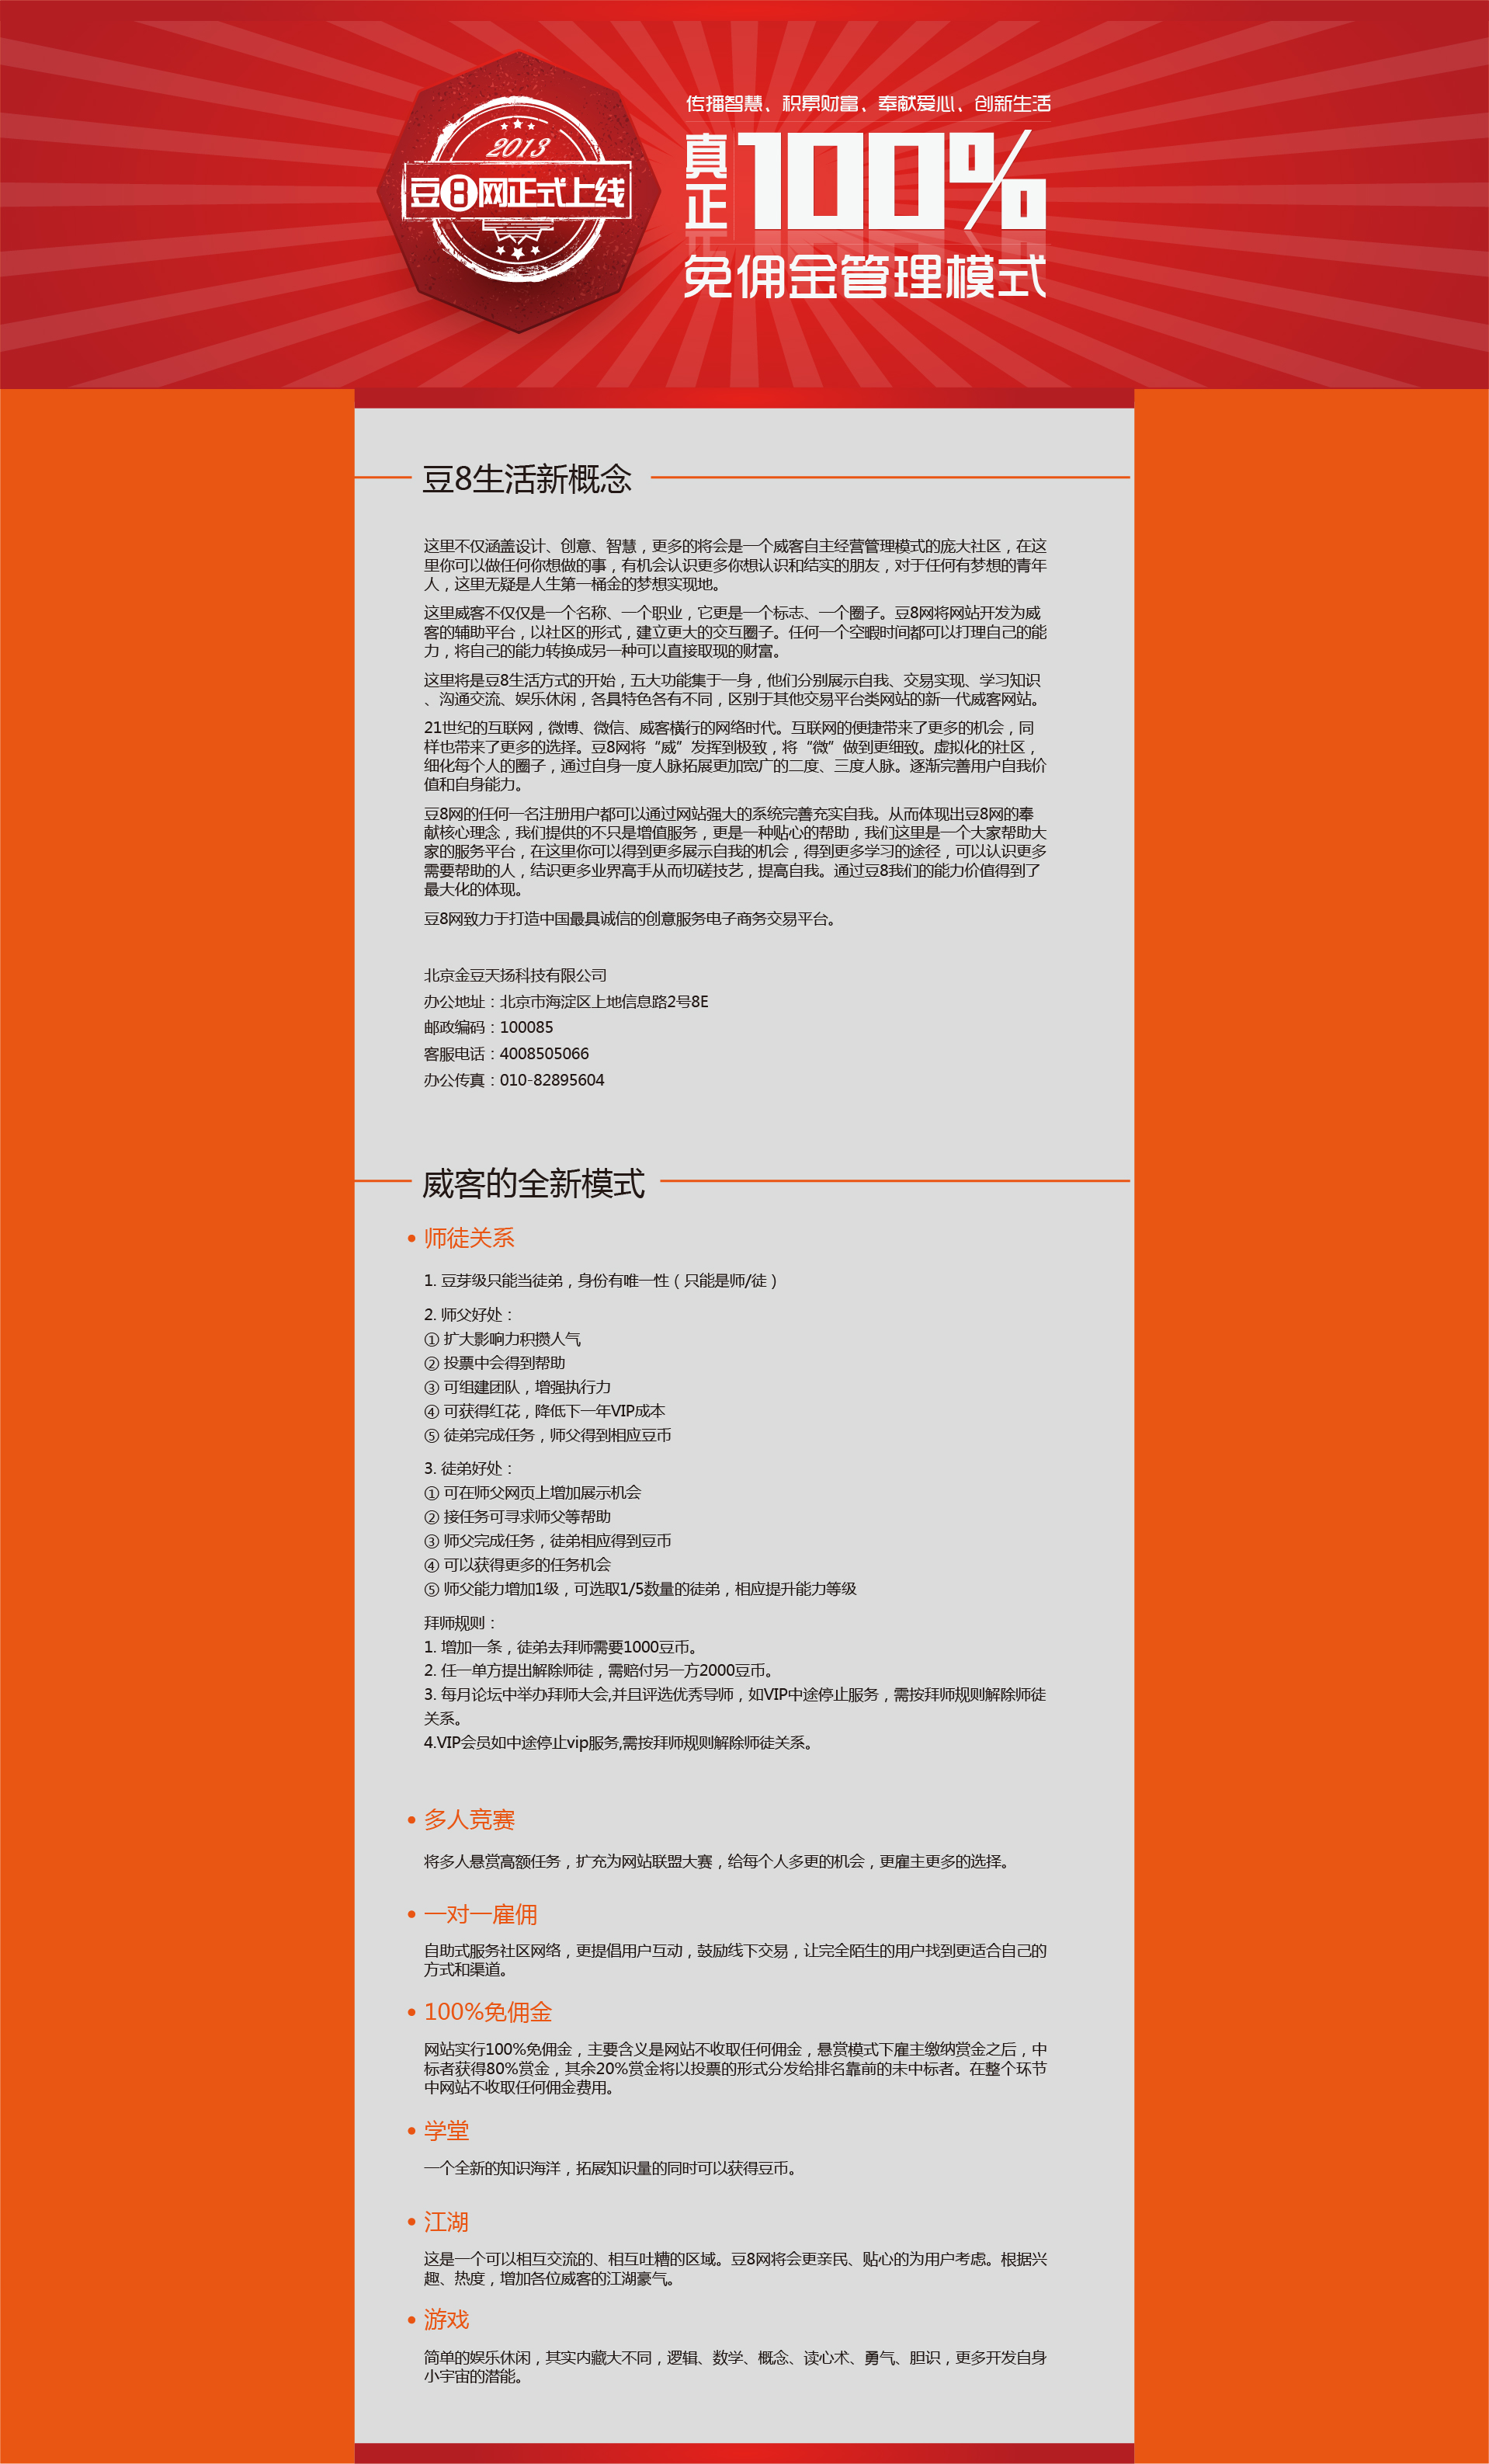 2013
豆8网正式上线
传播智慧、积累财富、奉献爱心、创新生活
真正100%
免佣金管理模式
豆8生活新概念
这里不仅涵盖设计、创意、智慧，更多的将会是一个威客自主经营管理模式的庞大社区，在这
里你可以做任何你想做的事，有机会认识更多你想认识和结实的朋友，对于任何有梦想的青年
人，这里无疑是人生第一桶金的梦想实现地。
这里威客不仅仅是一个名称、一个职业，它更是一个标志、一个圈子。豆8网将网站开发为威
客的辅助平台，以社区的形式，建立更大的交互圈子。任何一个空暇时间都可以打理自己的能
力，将自己的能力转换成另一种可以直接取现的财富。
这里将是豆8生活方式的开始，五大功能集于一身，他们分别展示自我、交易实现、学习知识
、沟通交流、娱乐休闲，各具特色各有不同，区别于其他交易平台类网站的新一代威客网站。
21世纪的互联网，微博、微信、威客横行的网络时代。互联网的便捷带来了更多的机会，同
样也带来了更多的选择。豆8网将“威”发挥到极致，将“微”做到更细致。虚拟化的社区，
细化每个人的圈子，通过自身一度人脉拓展更加宽广的二度、三度人脉。逐渐完善用户自我价
值和自身能力。
豆8网的任何一名注册用户都可以通过网站强大的系统完善充实自我。从而体现出豆8网的奉
献核心理念，我们提供的不只是增值服务，更是一种贴心的帮助，我们这里是一个大家帮助大
家的服务平台，在这里你可以得到更多展示自我的机会，得到更多学习的途径，可以认识更多
需要帮助的人，结识更多业界高手从而切磋技艺，提高自我。通过豆8我们的能力价值得到了
最大化的体现。
豆8网致力于打造中国最具诚信的创意服务电子商务交易平台。
北京金豆天扬科技有限公司
办公地址：北京市海淀区上地信息路2号8E
邮政编码：100085
客服电话：4008505066
办公传真：010-82895604
威客的全新模式
• 师徒关系
1. 豆芽级只能当徒弟，身份有唯一性（只能是师/徒）
2. 师父好处：
① 扩大影响力积攒人气
② 投票中会得到帮助
③ 可组建团队，增强执行力
④ 可获得红花，降低下一年VIP成本
⑤ 徒弟完成任务，师父得到相应豆币
3. 徒弟好处：
① 可在师父网页上增加展示机会
② 接任务可寻求师父等帮助
③ 师父完成任务，徒弟相应得到豆币
④ 可以获得更多的任务机会
⑤ 师父能力增加1级，可选取1/5数量的徒弟，相应提升能力等级
拜师规则：
1. 增加一条，徒弟去拜师需要1000豆币。
2. 任一单方提出解除师徒，需赔付另一方2000豆币。
3. 每月论坛中举办拜师大会,并且评选优秀导师，如VIP中途停止服务，需按拜师规则解除师徒
关系。
4.VIP会员如中途停止vip服务,需按拜师规则解除师徒关系。
• 多人竞赛
将多人悬赏高额任务，扩充为网站联盟大赛，给每个人多更的机会，更雇主更多的选择。
• 一对一雇佣
自助式服务社区网络，更提倡用户互动，鼓励线下交易，让完全陌生的用户找到更适合自己的
方式和渠道。
• 100%免佣金
网站实行100%免佣金，主要含义是网站不收取任何佣金，悬赏模式下雇主缴纳赏金之后，中
标者获得80%赏金，其余20%赏金将以投票的形式分发给排名靠前的未中标者。在整个环节
中网站不收取任何佣金费用。
• 学堂
一个全新的知识海洋，拓展知识量的同时可以获得豆币。
• 江湖
这是一个可以相互交流的、相互吐糟的区域。豆8网将会更亲民、贴心的为用户考虑。根据兴
趣、热度，增加各位威客的江湖豪气。
• 游戏
简单的娱乐休闲，其实内藏大不同，逻辑、数学、概念、读心术、勇气、胆识，更多开发自身
小宇宙的潜能。